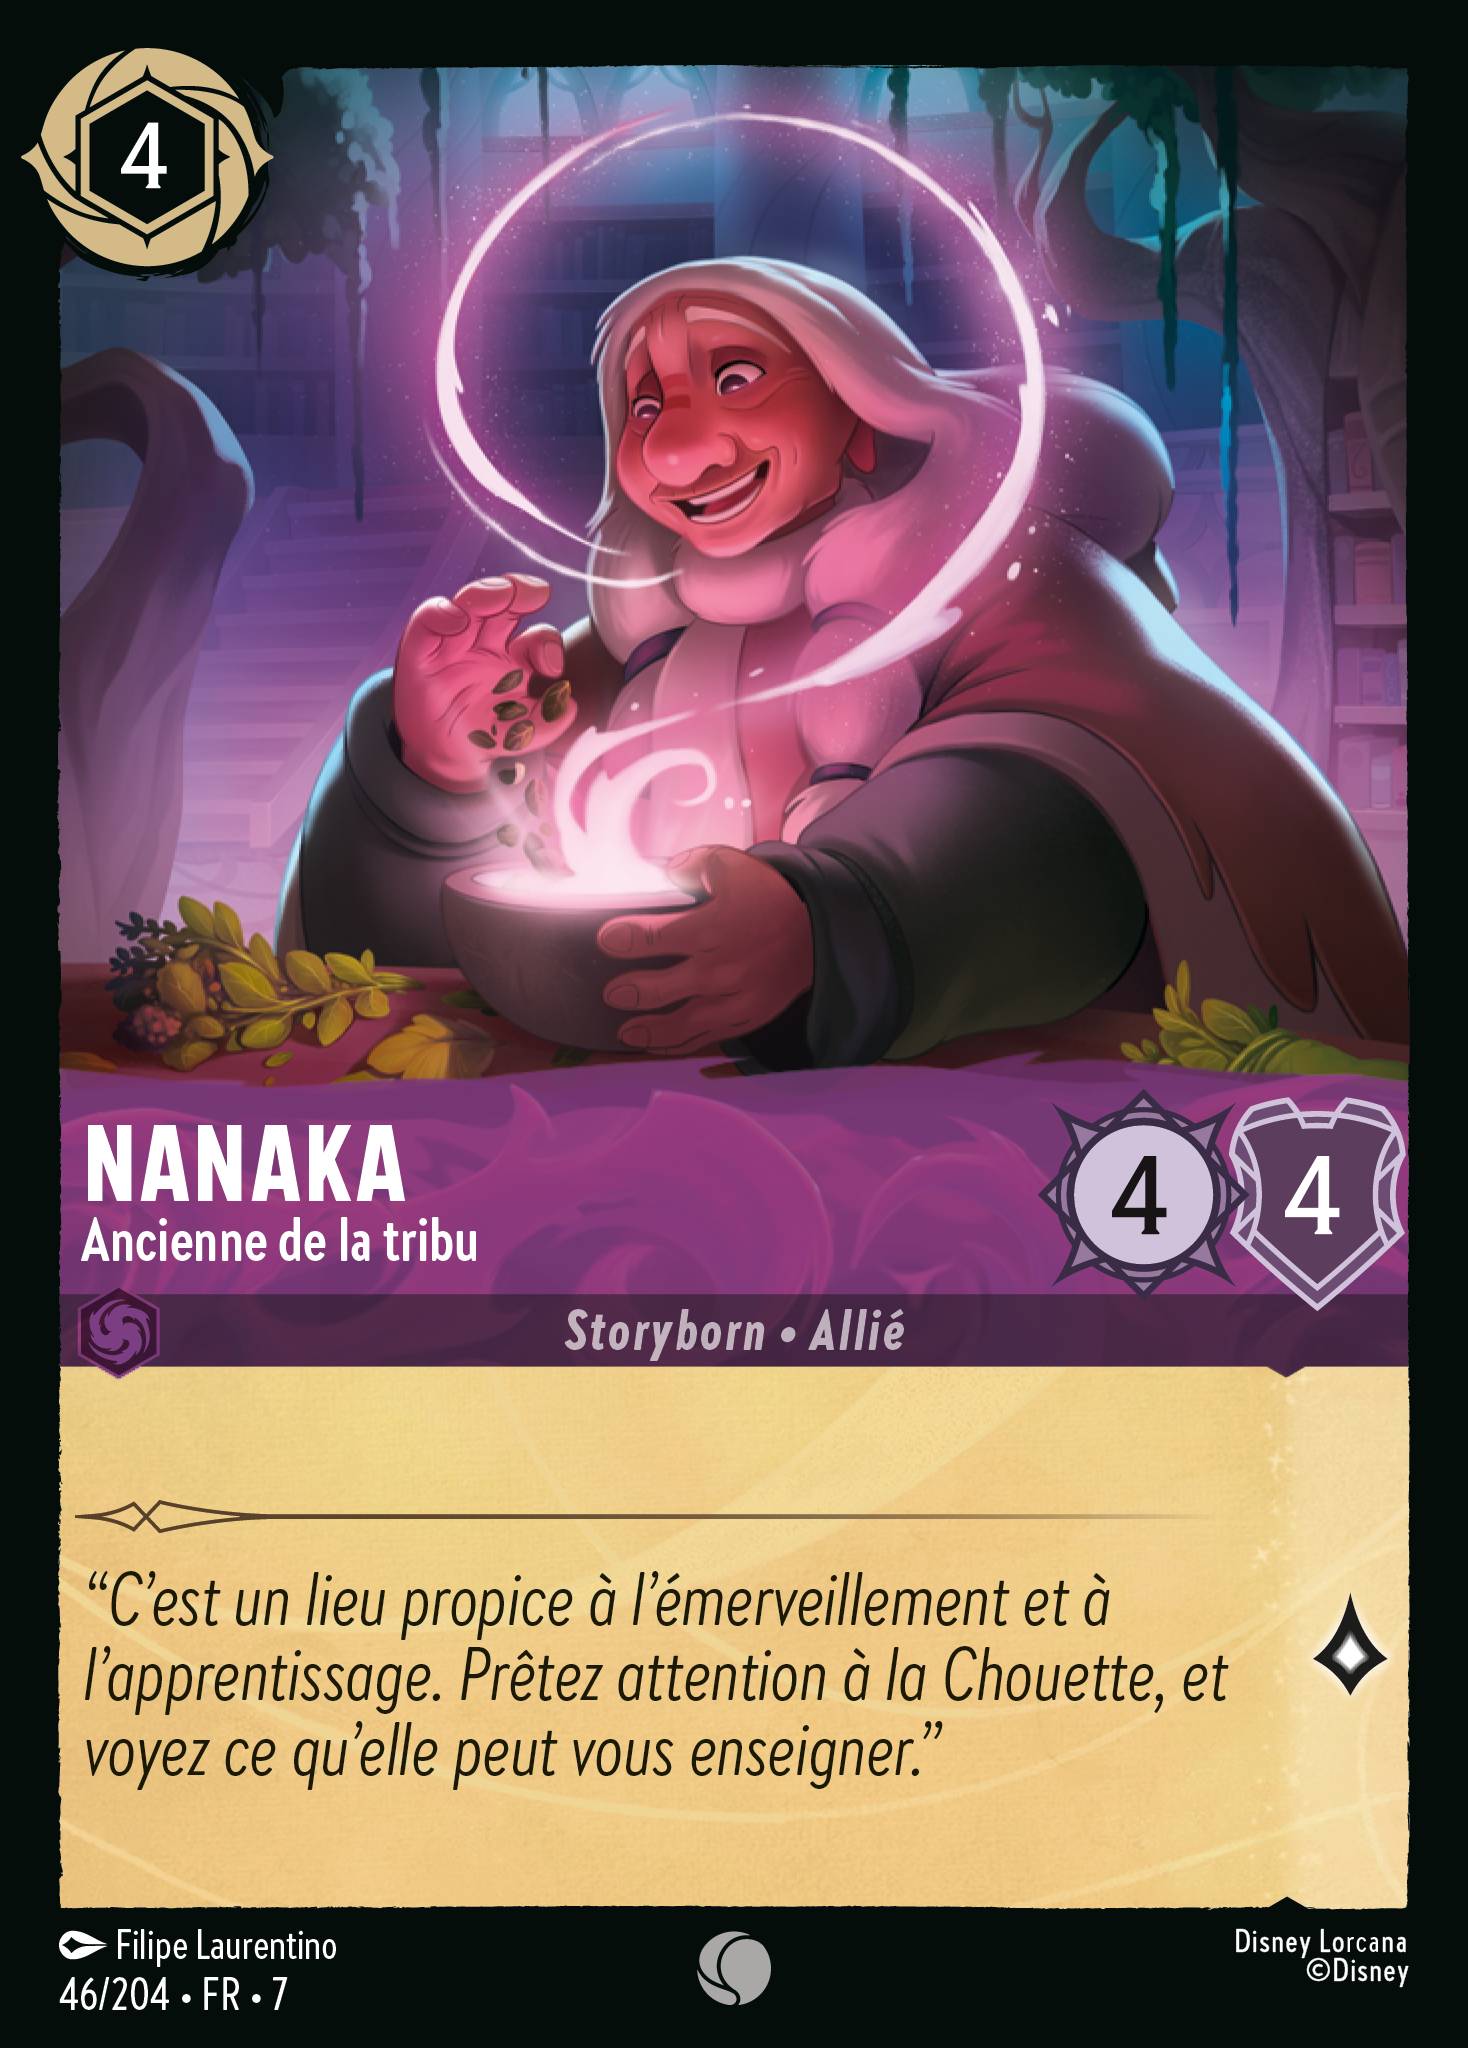 4
NANAKA
Ancienne de la tribu
4 4
Storyborn • Allié
“C’est un lieu propice à l’émerveillement et à
l’apprentissage. Prêtez attention à la Chouette, et
voyez ce qu’elle peut vous enseigner.”
Filipe Laurentino
46/204 • FR • 7
Disney Lorcana
©Disney